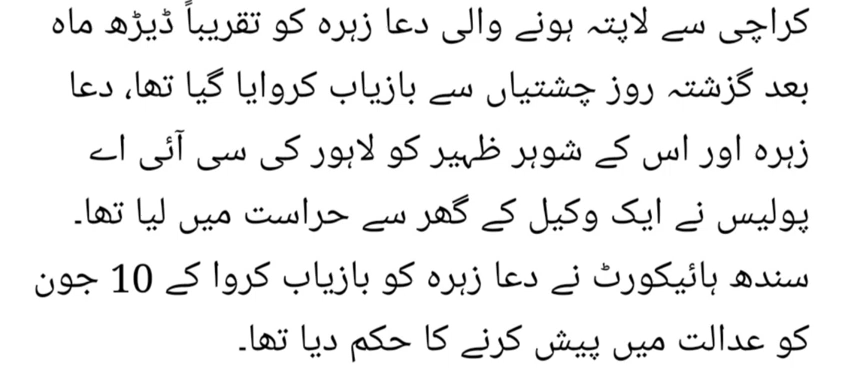 کراچی سے لاپتہ ہونے والی دعا زہرہ کو تقریباً ڈیڑھ ماہ
بعد گزشتہ روز چشتیاں سے بازیاب کروایا گیا تھا، دعا
زہرہ اور اس کے شوہر ظہیر کو لاہور کی سی آئی اے
پولیس نے ایک وکیل کے گھر سے حراست میں لیا تھا۔
سندھ ہائیکورٹ نے دعا زہرہ کو بازیاب کروا کے 10 جون
کو عدالت میں پیش کرنے کا حکم دیا تھا۔